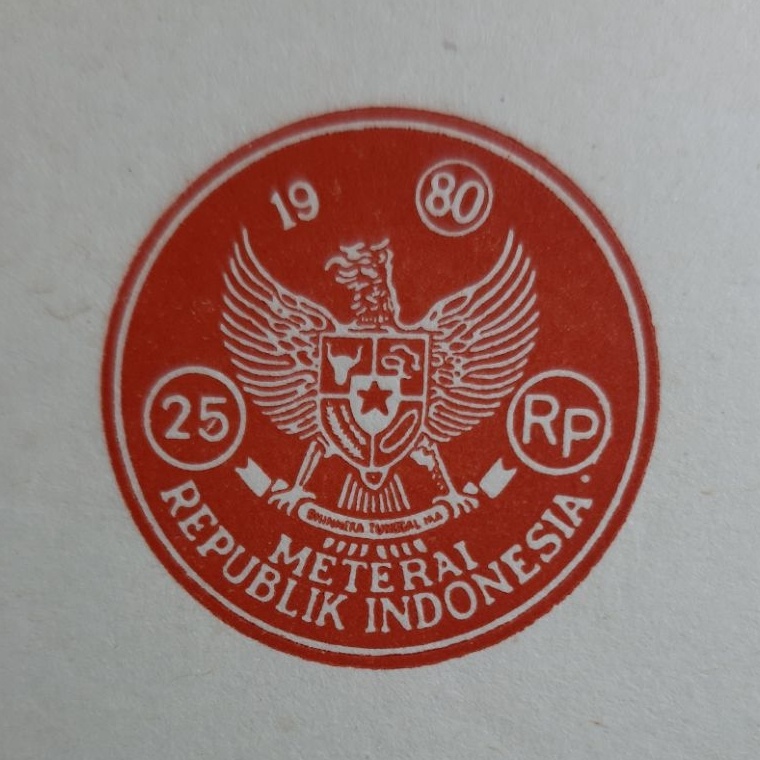 19 80
25 RP
BHINNEKA TUNGGAL IKA
METERAI
REPUBLIK INDONESIA